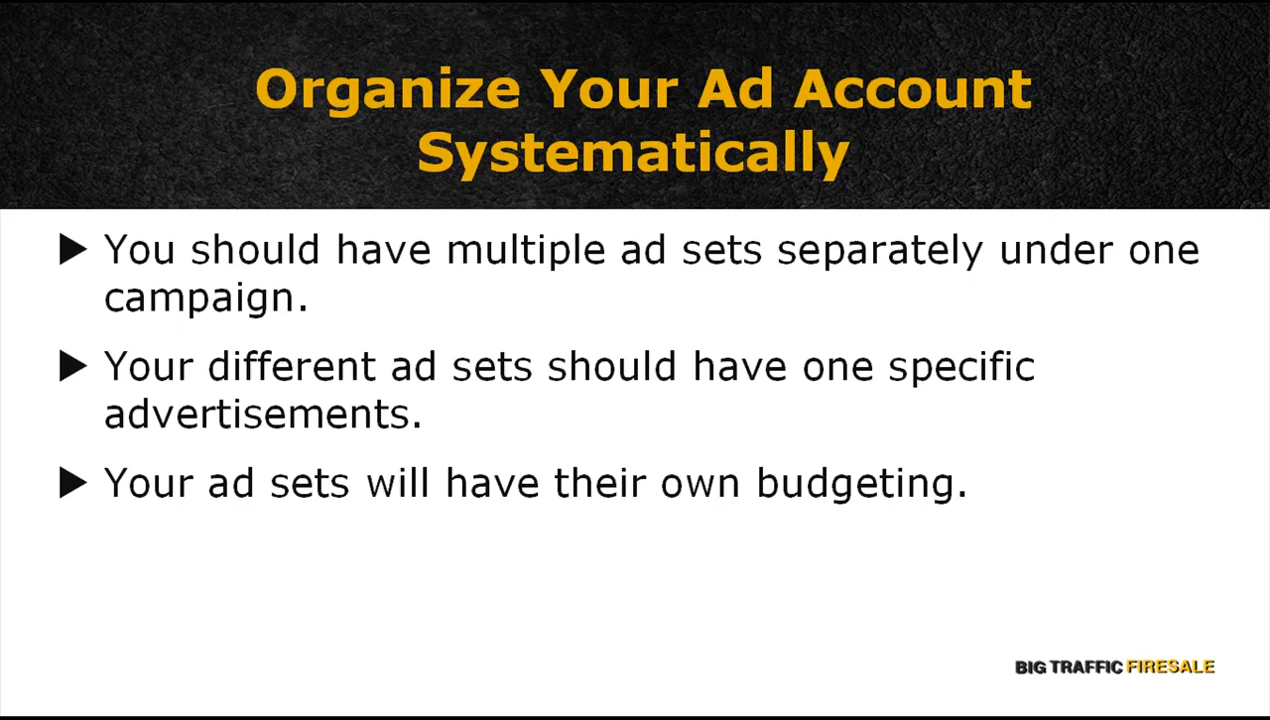 Organize Your Ad Account
Systematically
You should have multiple ad sets separately under one
campaign.
Your different ad sets should have one specific
advertisements.
Your ad sets will have their own budgeting.
BIG TRAFFIC FIRESALE